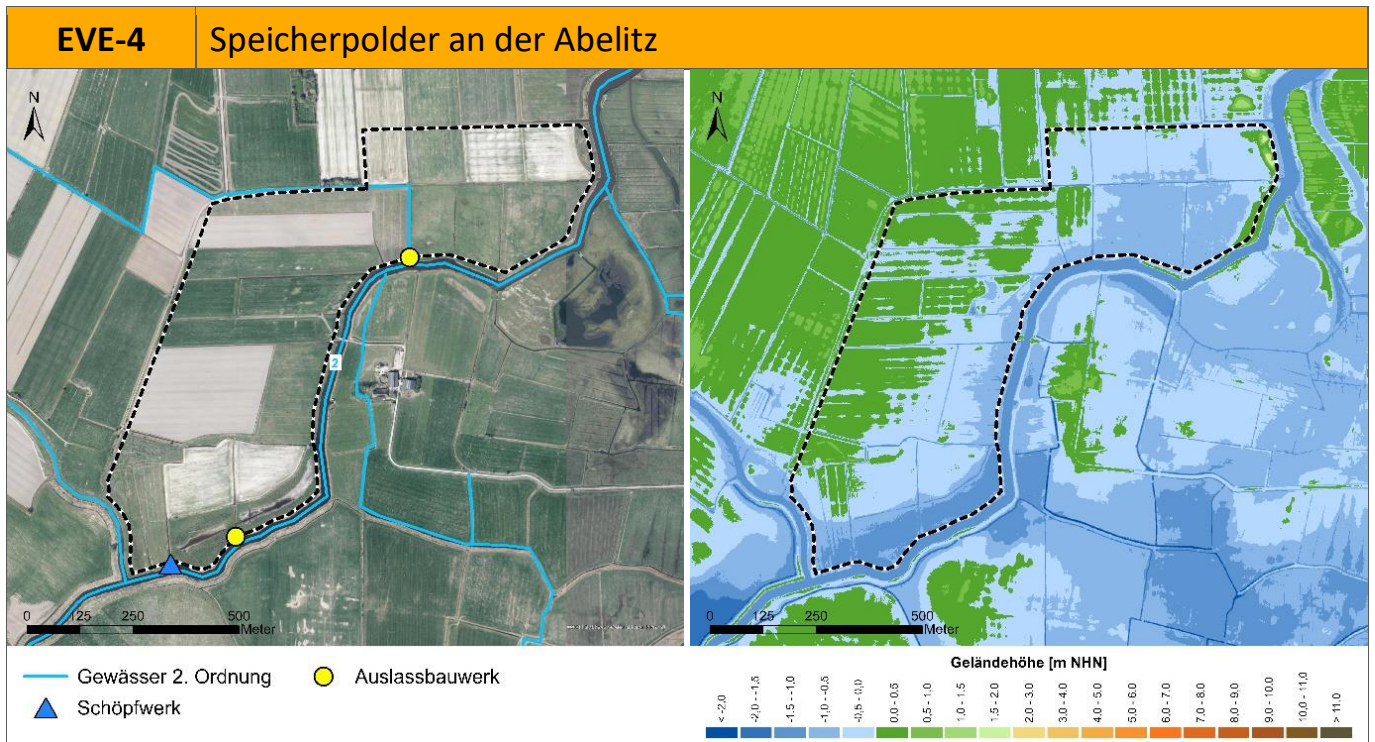 EVE-4 Speicherpolder an der Abelitz
N
N
2
0 125 250 500
Meter
0 125 250 500
Meter
Gewässer 2. Ordnung
Auslassbauwerk
Schöpfwerk
Geländehöhe [m NHN]
< -2,0
-2,0 - -1,5
-1,5 - -1,0
-1,0 - -0,5
-0,5 - 0,0
0,0 - 0,5
0,5 - 1,0
1,0 - 1,5
1,5 - 2,0
2,0 - 3,0
3,0 - 4,0
4,0 - 5,0
5,0 - 6,0
6,0 - 7,0
7,0 - 8,0
8,0 - 9,0
9,0 - 10,0
10,0 - 11,0
> 11,0